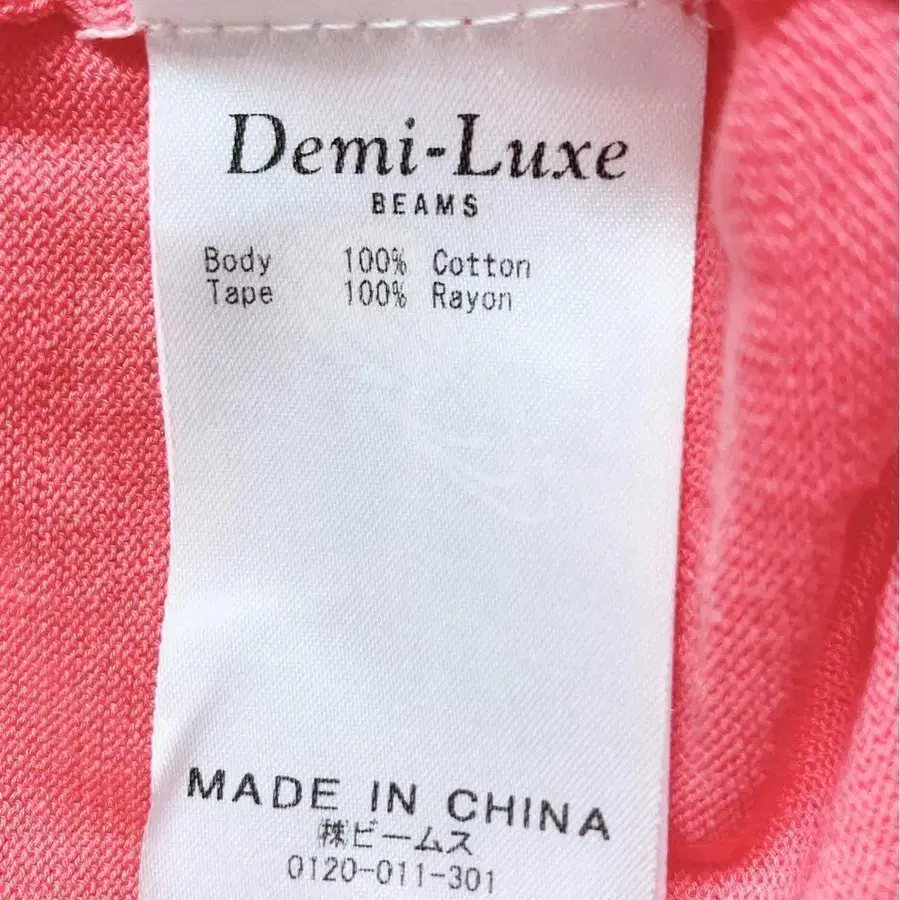 Demi-Luxe
BEAMS
Body 100% Cotton
Tape 100% Rayon
MADE IN CHINA
㈱ビームス
0120-011-301